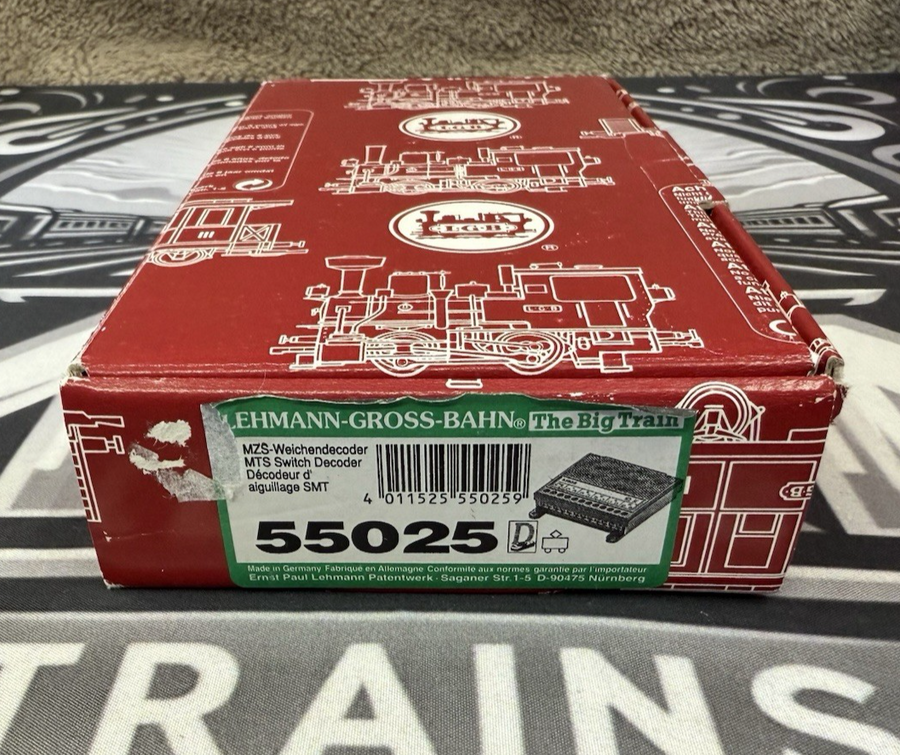 LGB
®
LGB
®
Ach
LEHMANN-GROSS-BAHN® The Big Train
MZS-Weichendecoder
MTS Switch Decoder
Décodeur d'
aiguillage SMT
4 011525 550259
55025
Made in Germany Fabriqué en Allemagne Conformite aux normes garantie par l'importateur
Ernst Paul Lehmann Patentwerk · Saganer Str.1-5 D-90475 Nürnberg
TRAINS